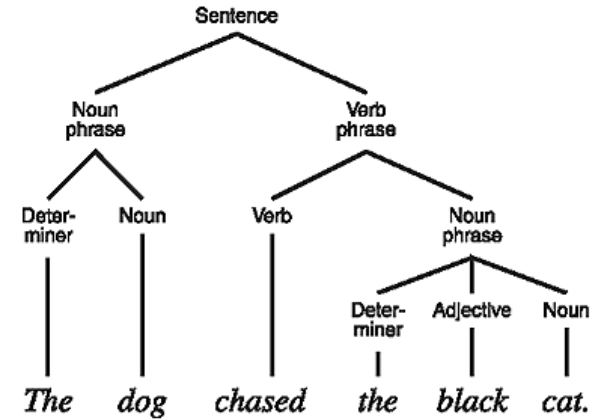 Sentence
Noun Verb
phrase phrase
Deter- Noun Verb Noun
miner phrase
Deter- Adjective Noun
miner
The dog chased the black cat.